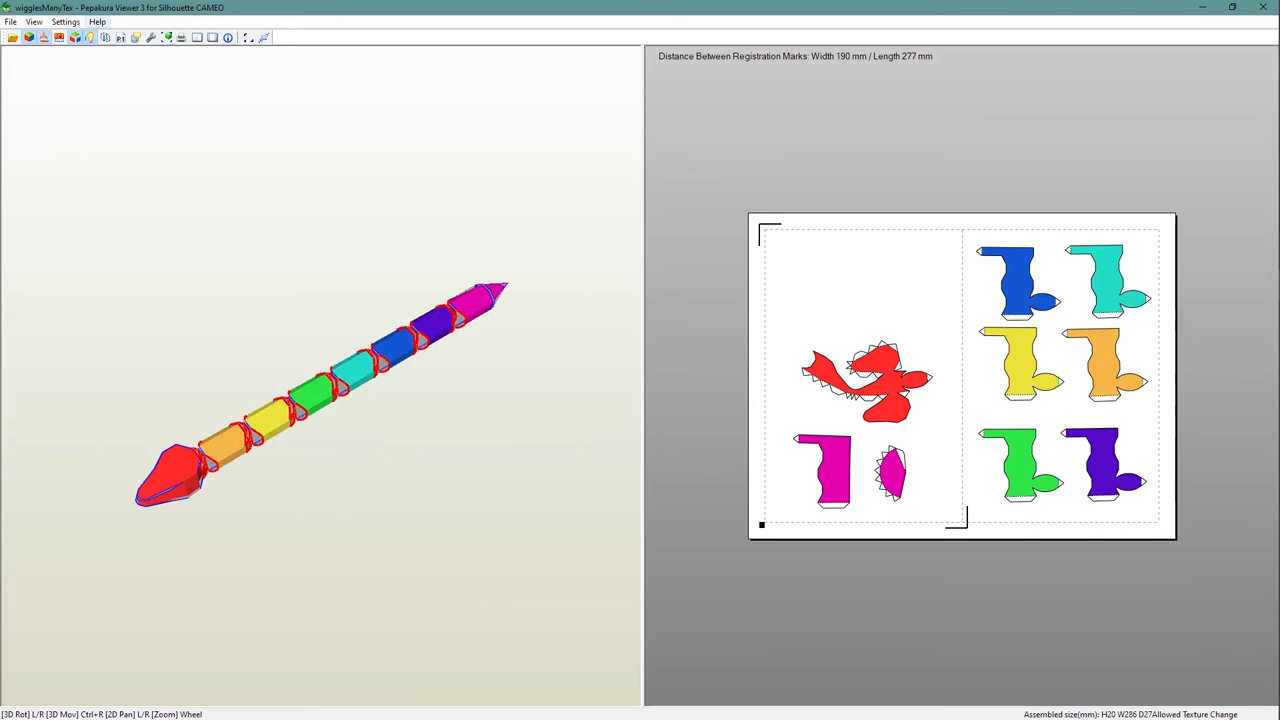 wigglesManyTex - Pepakura Viewer 3 for Silhouette CAMEO
File View Settings Help
Distance Between Registration Marks: Width 190 mm / Length 277 mm
[3D Rot] L/R [3D Mov] Ctrl+R [2D Pan] L/R [Zoom] Wheel
Assembled size(mm): H20 W286 D27Allowed Texture Change